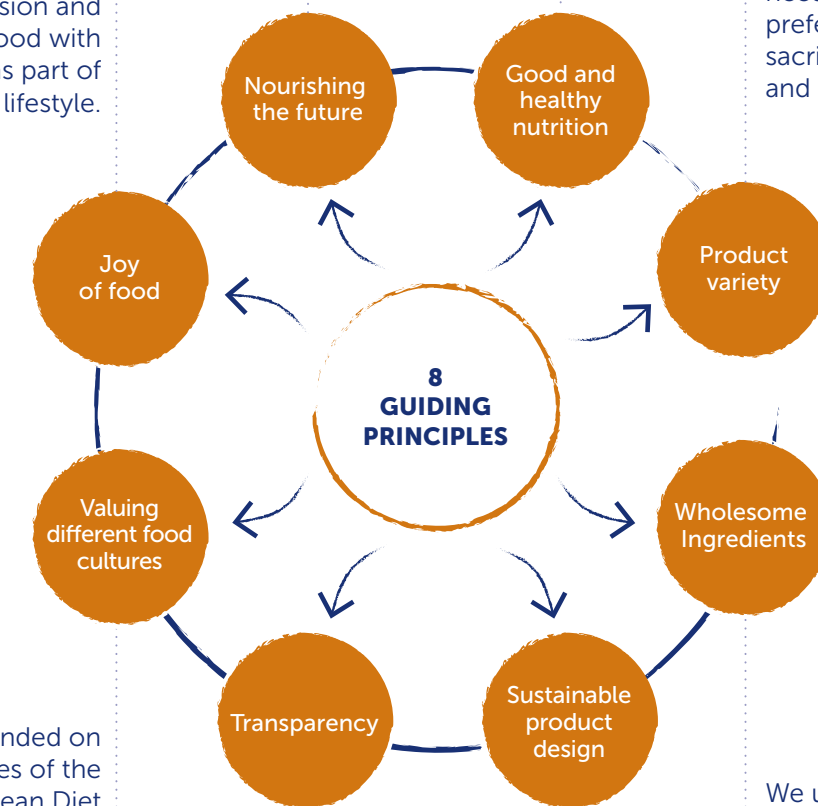 sion and
ood with
s part of
lifestyle.
prefe
sacri
and
Nourishing
the future
Good and
healthy
nutrition
Joy
of food
Product
variety
8
GUIDING
PRINCIPLES
Valuing
different food
cultures
Wholesome
Ingredients
Transparency
Sustainable
product
design
nded on
es of the
ean Diet
We u